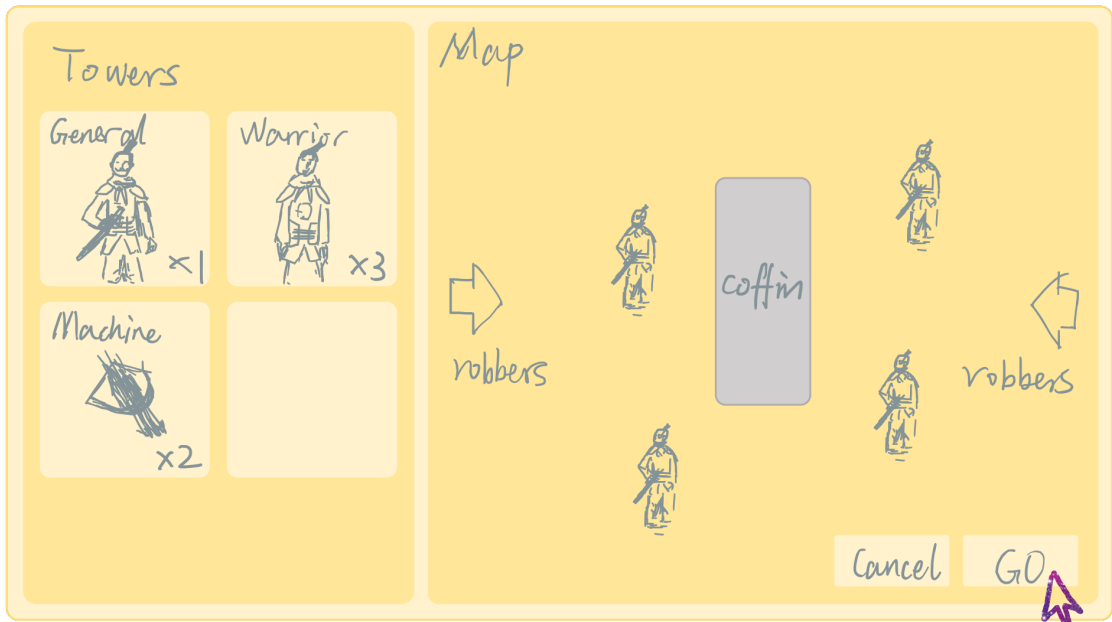 Towers
General
x1
Warrior
x3
Machine
x2
Map
robbers
coffin
robbers
Cancel
GO